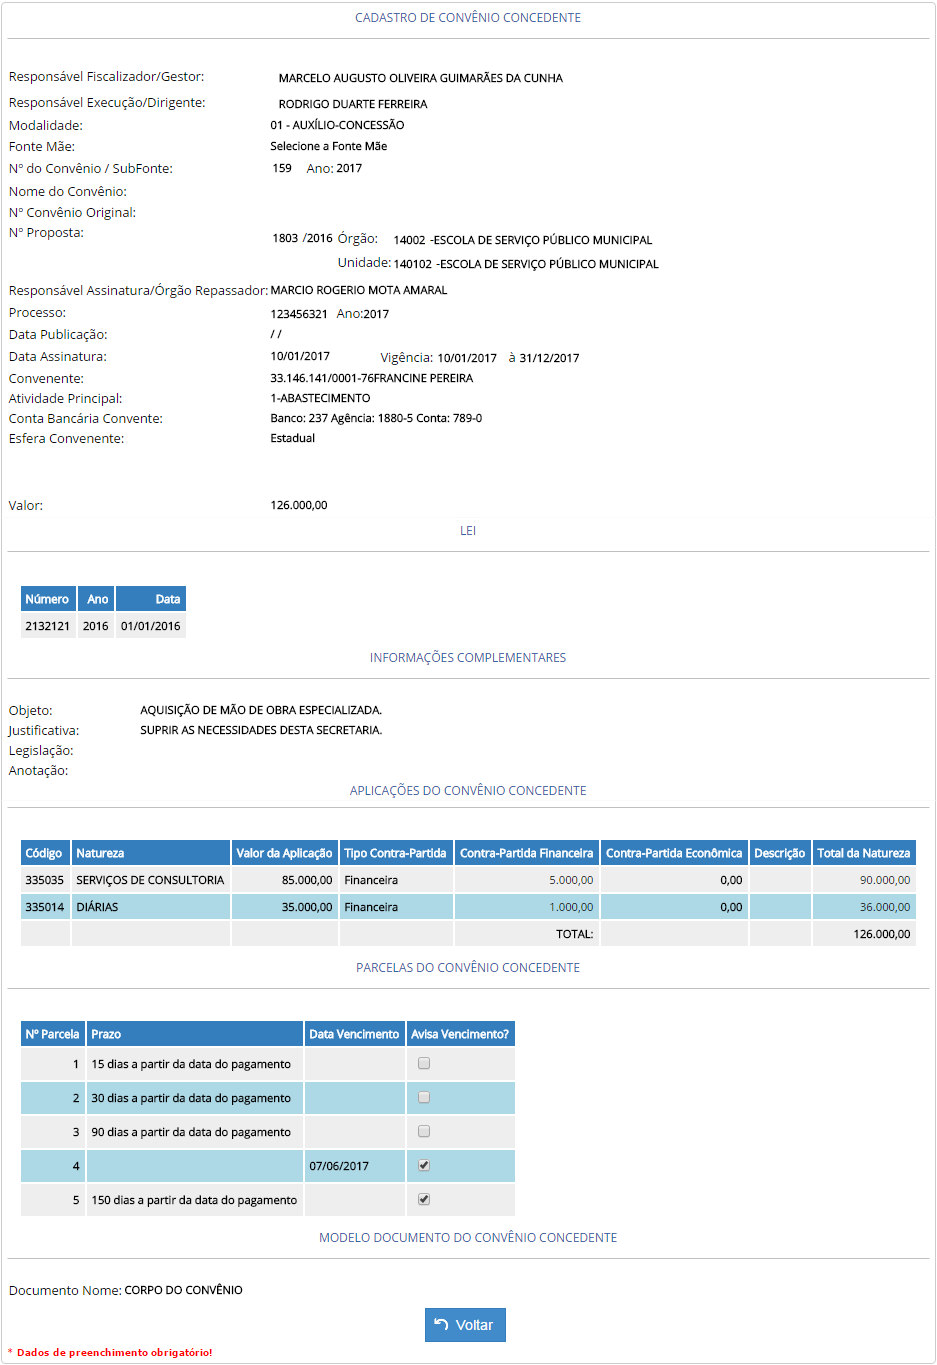 CADASTRO DE CONVÊNIO CONCEDENTE
Responsável Fiscalizador/Gestor: MARCELO AUGUSTO OLIVEIRA GUIMARÃES DA CUNHA
Responsável Execução/Dirigente: RODRIGO DUARTE FERREIRA
Modalidade: 01 - AUXÍLIO-CONCESSÃO
Fonte Mãe: Selecione a Fonte Mãe
Nº do Convênio / SubFonte: 159 Ano: 2017
Nome do Convênio:
Nº Convênio Original:
Nº Proposta: 1803 /2016 Órgão: 14002 -ESCOLA DE SERVIÇO PÚBLICO MUNICIPAL
Unidade: 140102 -ESCOLA DE SERVIÇO PÚBLICO MUNICIPAL
Responsável Assinatura/Órgão Repassador: MARCIO ROGERIO MOTA AMARAL
Processo: 123456321 Ano:2017
Data Publicação: / /
Data Assinatura: 10/01/2017 Vigência: 10/01/2017 à 31/12/2017
Convenente: 33.146.141/0001-76FRANCINE PEREIRA
Atividade Principal: 1-ABASTECIMENTO
Conta Bancária Convente: Banco: 237 Agência: 1880-5 Conta: 789-0
Esfera Convenente: Estadual
Valor: 126.000,00
LEI
Número Ano Data
2132121 2016 01/01/2016
INFORMAÇÕES COMPLEMENTARES
Objeto: AQUISIÇÃO DE MÃO DE OBRA ESPECIALIZADA.
Justificativa: SUPRIR AS NECESSIDADES DESTA SECRETARIA.
Legislação:
Anotação:
APLICAÇÕES DO CONVÊNIO CONCEDENTE
Código Natureza Valor da Aplicação Tipo Contra-Partida Contra-Partida Financeira Contra-Partida Econômica Descrição Total da Natureza
335035 SERVIÇOS DE CONSULTORIA 85.000,00 Financeira 5.000,00 0,00 90.000,00
335014 DIÁRIAS 35.000,00 Financeira 1.000,00 0,00 36.000,00
TOTAL: 126.000,00
PARCELAS DO CONVÊNIO CONCEDENTE
Nº Parcela Prazo Data Vencimento Avisa Vencimento?
1 15 dias a partir da data do pagamento
2 30 dias a partir da data do pagamento
3 90 dias a partir da data do pagamento
4 07/06/2017
5 150 dias a partir da data do pagamento
MODELO DOCUMENTO DO CONVÊNIO CONCEDENTE
Documento Nome: CORPO DO CONVÊNIO
Voltar
* Dados de preenchimento obrigatório!